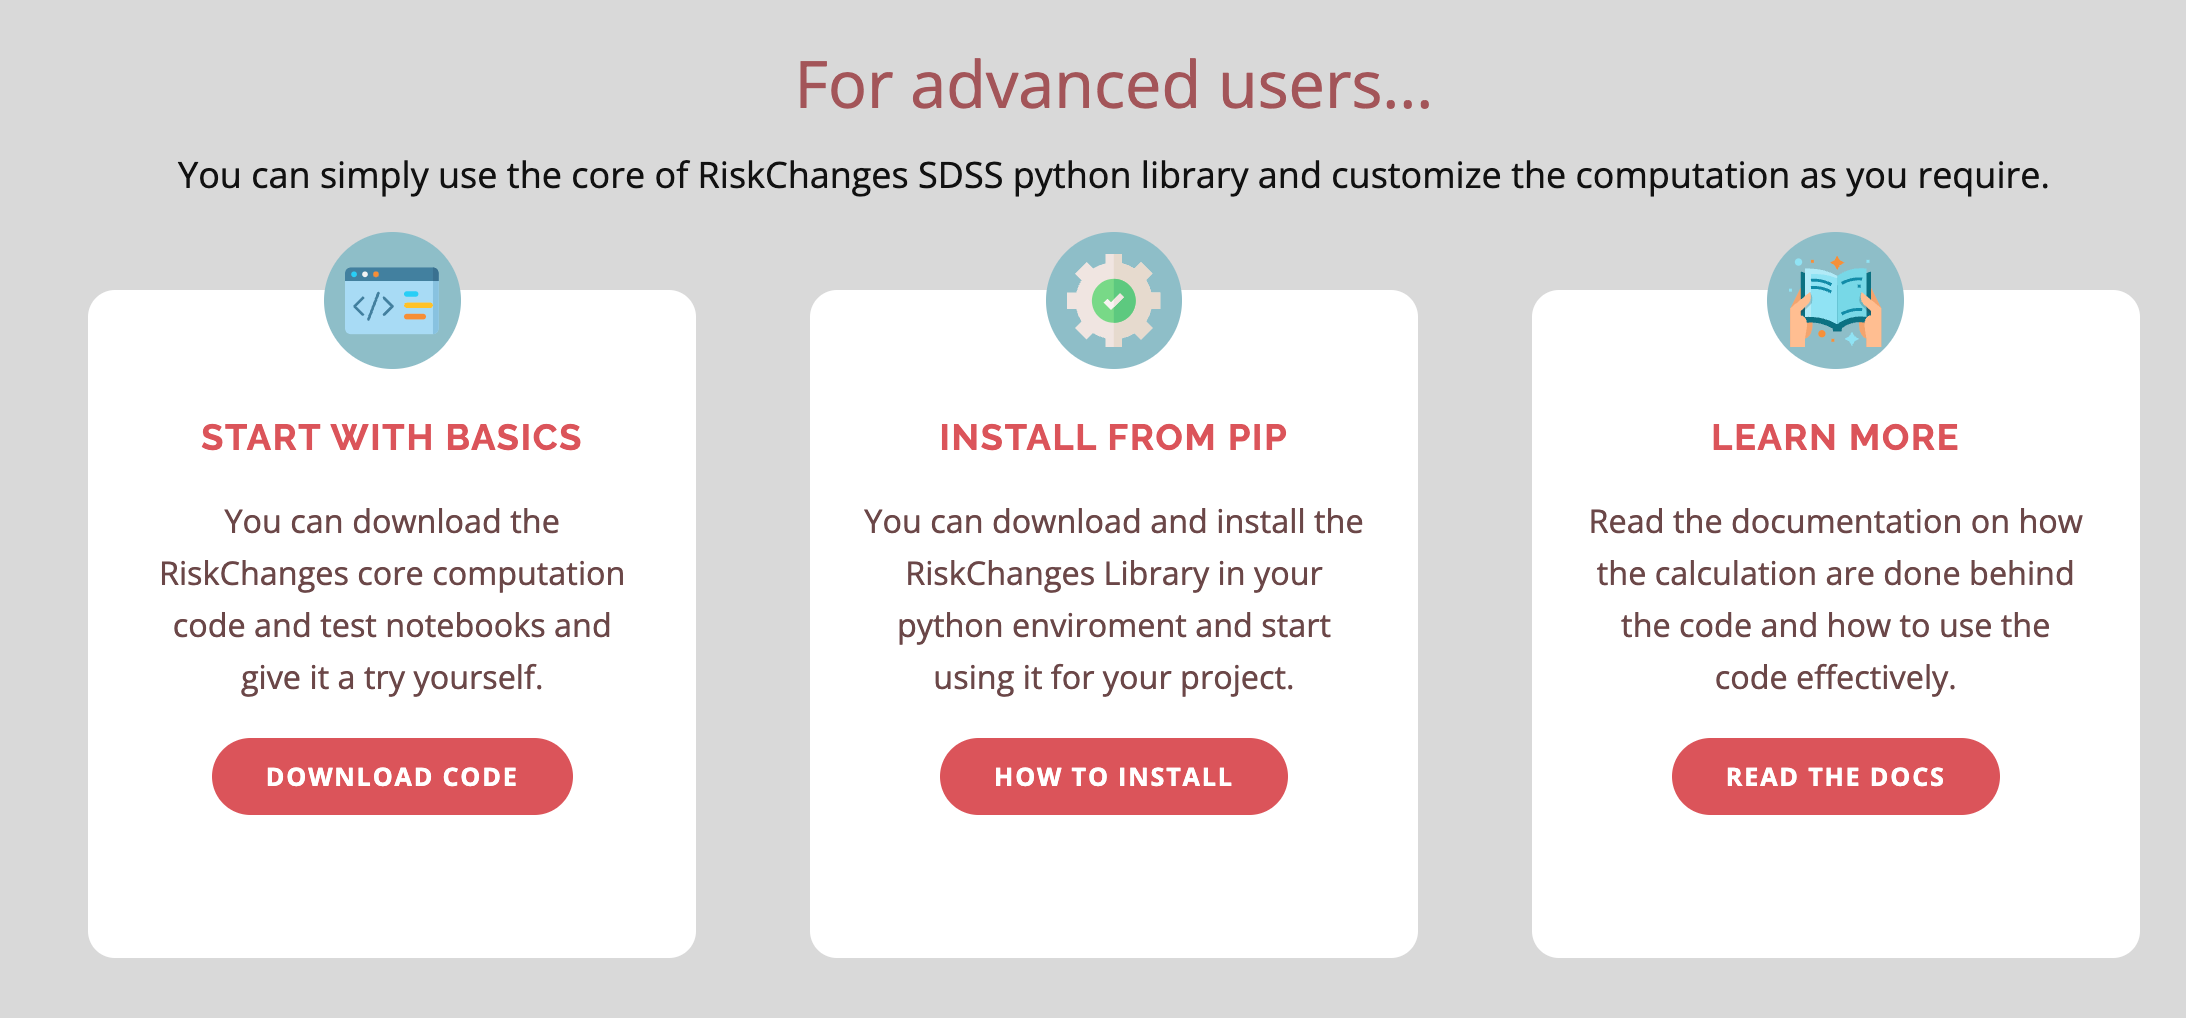 For advanced users...
You can simply use the core of RiskChanges SDSS python library and customize the computation as you require.
START WITH BASICS
You can download the
RiskChanges core computation
code and test notebooks and
give it a try yourself.
DOWNLOAD CODE
INSTALL FROM PIP
You can download and install the
RiskChanges Library in your
python enviroment and start
using it for your project.
HOW TO INSTALL
LEARN MORE
Read the documentation on how
the calculation are done behind
the code and how to use the
code effectively.
READ THE DOCS